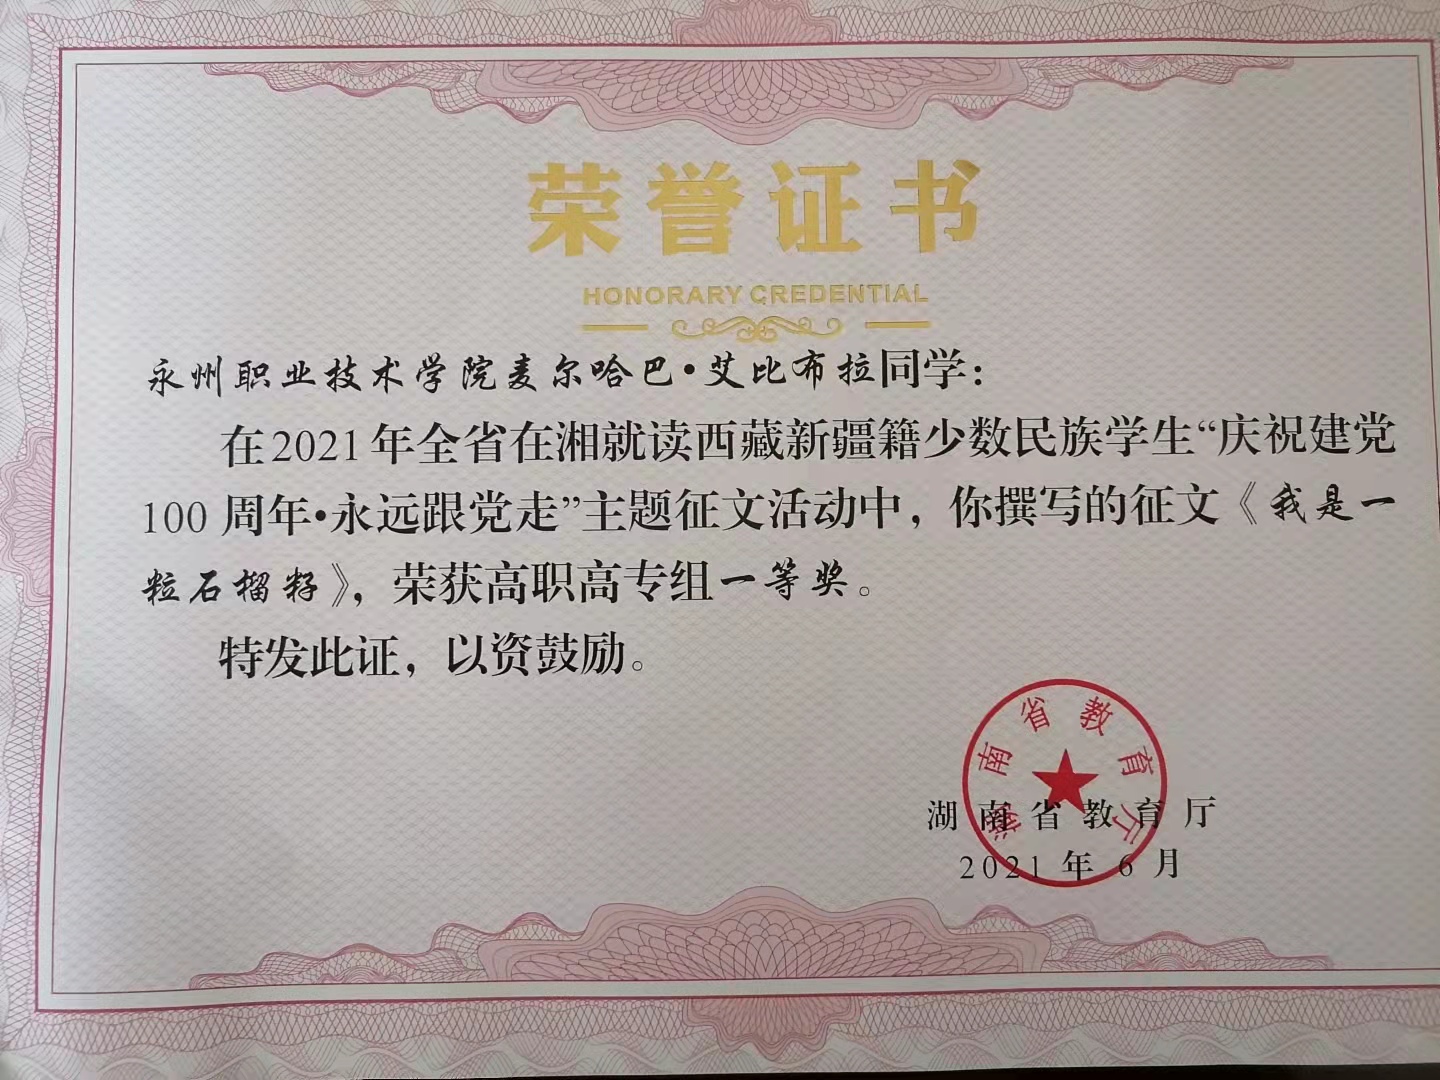 荣誉证书
HONORARY CREDENTIAL
永州职业技术学院麦尔哈巴•艾比布拉同学：
在2021年全省在湘就读西藏新疆籍少数民族学生“庆祝建党
100周年•永远跟党走”主题征文活动中，你撰写的征文《我是一
粒石榴籽》，荣获高职高专组一等奖。
特发此证，以资鼓励。
湖南省教育厅
湖南省教育厅
2021年6月